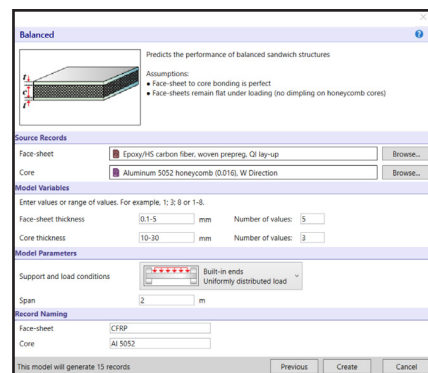 Balanced
Predicts the performance of balanced sandwich structures
Assumptions:
• Face-sheet to core bonding is perfect
• Face-sheets remain flat under loading (no dimpling on honeycomb cores)
t
c
t
Source Records
Face-sheet Epoxy/HS carbon fiber, woven prepreg, QI lay-up Browse...
Core Aluminum 5052 honeycomb (0.016), W Direction Browse...
Model Variables
Enter values or range of values. For example, 1; 3; 8 or 1-8.
Face-sheet thickness 0.1-5 mm Number of values: 5
Core thickness 10-30 mm Number of values: 3
Model Parameters
Support and load conditions Built-in ends
Uniformly distributed load
Span 2 m
Record Naming
Face-sheet CFRP
Core Al 5052
This model will generate 15 records Previous Create Cancel